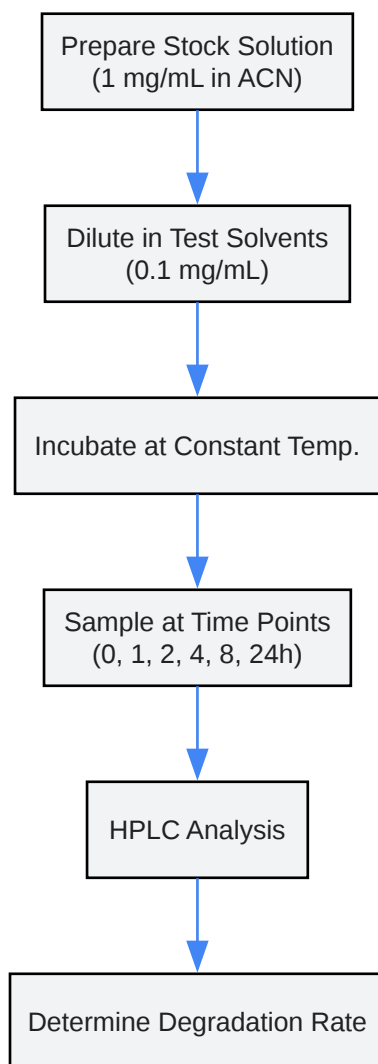 Prepare Stock Solution
(1 mg/mL in ACN)
Dilute in Test Solvents
(0.1 mg/mL)
Incubate at Constant Temp.
Sample at Time Points
(0, 1, 2, 4, 8, 24h)
HPLC Analysis
Determine Degradation Rate